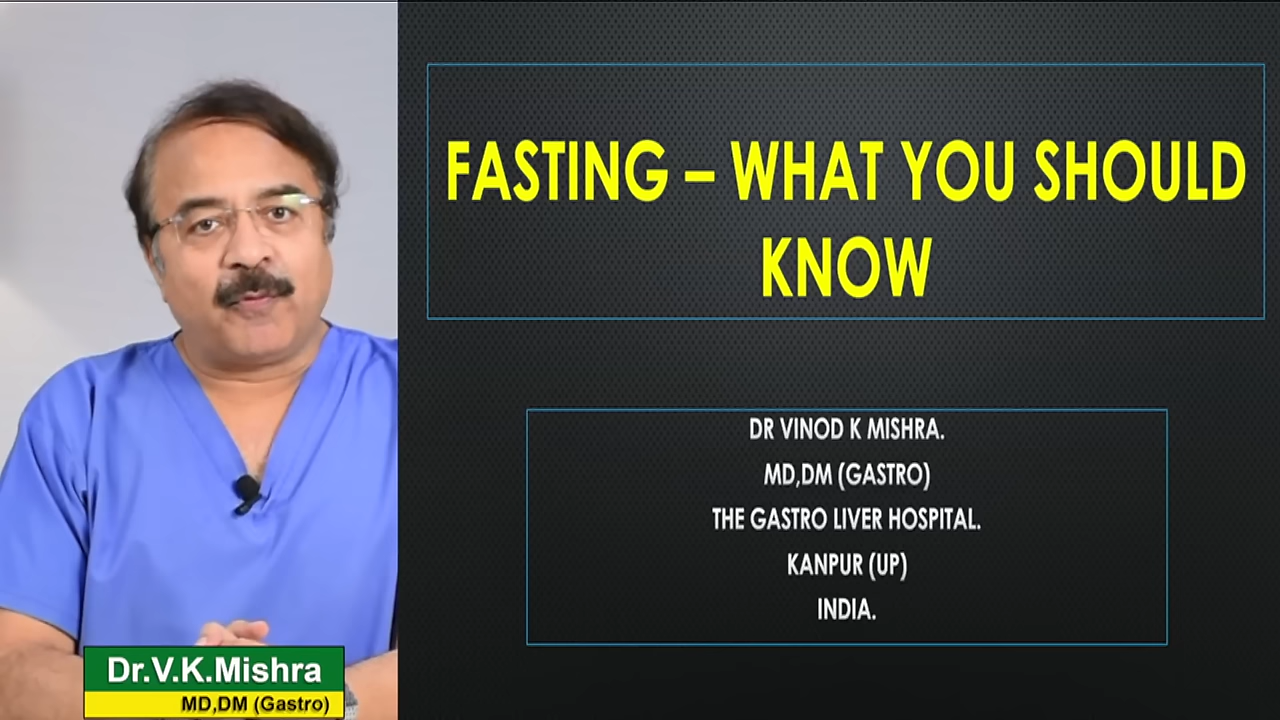 FASTING – WHAT YOU SHOULD
KNOW
DR VINOD K MISHRA.
MD,DM (GASTRO)
THE GASTRO LIVER HOSPITAL.
KANPUR (UP)
INDIA.
Dr.V.K.Mishra
MD,DM (Gastro)